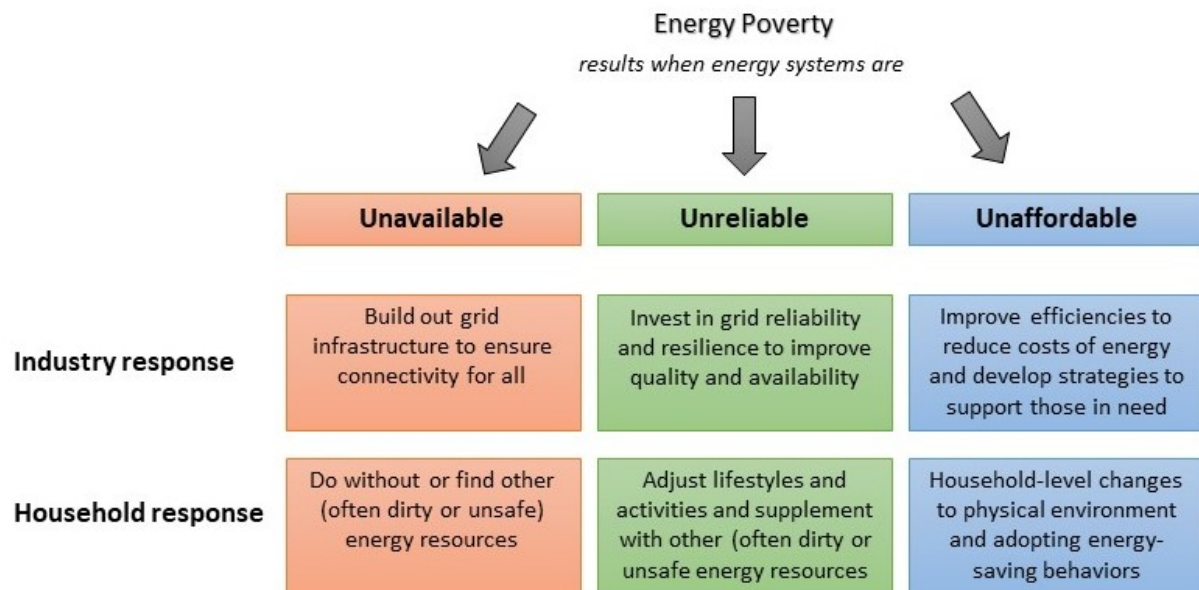 Energy Poverty
results when energy systems are
Unavailable
Unreliable
Unaffordable
Industry response
Build out grid
infrastructure to ensure
connectivity for all
Invest in grid reliability
and resilience to improve
quality and availability
Improve efficiencies to
reduce costs of energy
and develop strategies to
support those in need
Household response
Do without or find other
(often dirty or unsafe)
energy resources
Adjust lifestyles and
activities and supplement
with other (often dirty or
unsafe energy resources
Household-level changes
to physical environment
and adopting energy-
saving behaviors